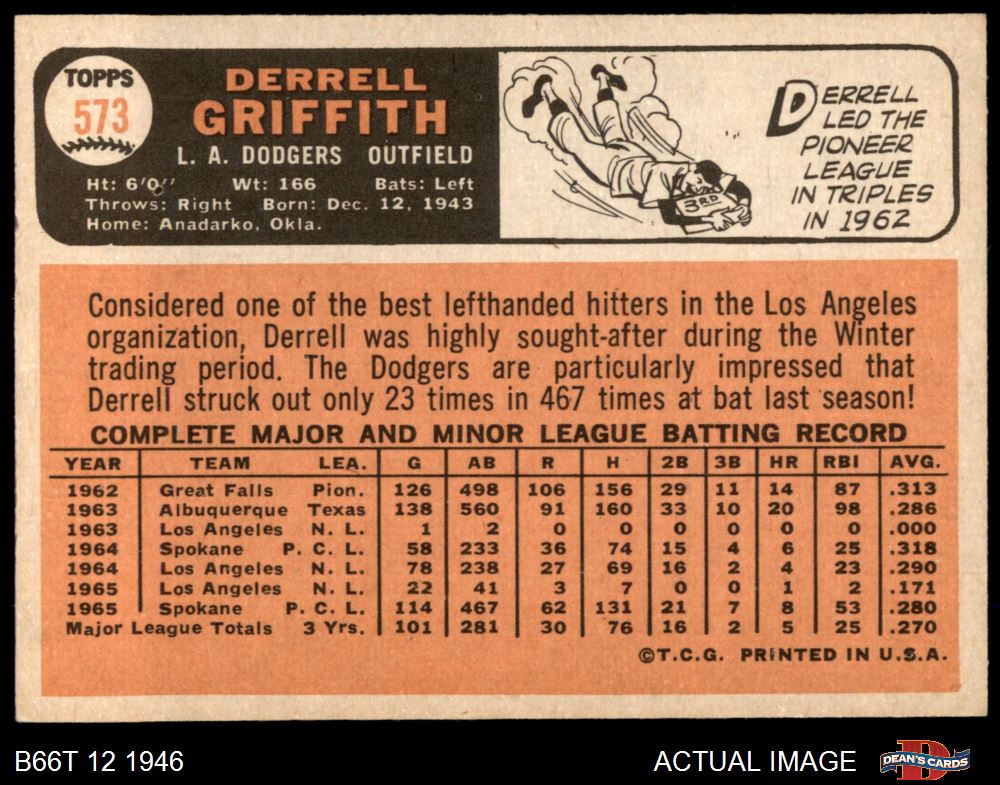 TOPPS
573
DERRELL
GRIFFITH
L. A. DODGERS OUTFIELD
Ht: 6'0" Wt: 166 Bats: Left
Throws: Right Born: Dec. 12, 1943
Home: Anadarko, Okla.
3RD
DERRELL
LED THE
PIONEER
LEAGUE
IN TRIPLES
IN 1962
Considered one of the best lefthanded hitters in the Los Angeles
organization, Derrell was highly sought-after during the Winter
trading period. The Dodgers are particularly impressed that
Derrell struck out only 23 times in 467 times at bat last season!
COMPLETE MAJOR AND MINOR LEAGUE BATTING RECORD
YEAR TEAM LEA. G AB R H 2B 3B HR RBI AVG.
1962 Great Falls Pion. 126 498 106 156 29 11 14 87 .313
1963 Albuquerque Texas 138 560 91 160 33 10 20 98 .286
1963 Los Angeles N. L. 1 2 0 0 0 0 0 0 .000
1964 Spokane P. C. L. 58 233 36 74 15 4 6 25 .318
1964 Los Angeles N. L. 78 238 27 69 16 2 4 23 .290
1965 Los Angeles N. L. 22 41 3 7 0 0 1 2 .171
1965 Spokane P. C. L. 114 467 62 131 21 7 8 53 .280
Major League Totals 3 Yrs. 101 281 30 76 16 2 5 25 .270
©T.C.G. PRINTED IN U.S.A.
B66T 12 1946 ACTUAL IMAGE D DEAN'S CARDS